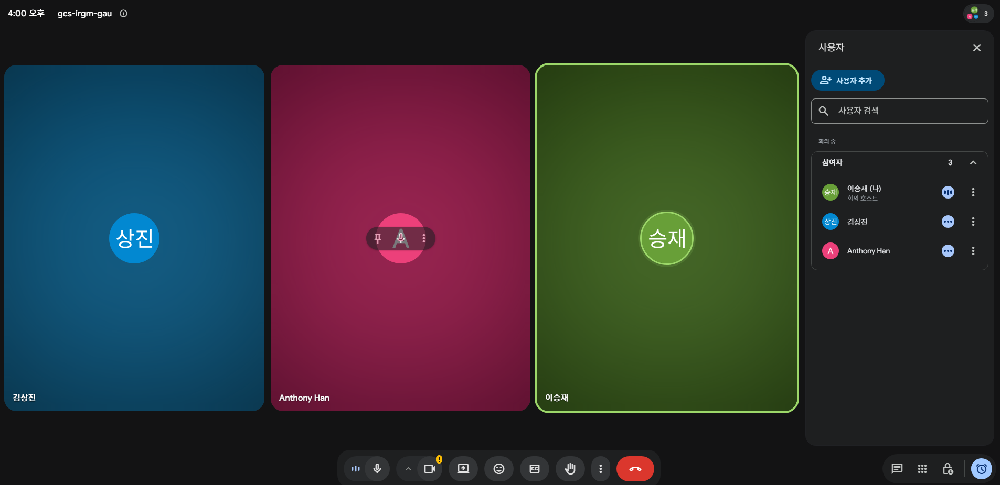 4:00 오후 | gcs-irgm-gau
3
상진
김상진
A
Anthony Han
승재
이승재
사용자
사용자 추가
사용자 검색
회의 중
참여자 3
승재 이승재 (나)
회의 호스트
상진 김상진
A Anthony Han
CC